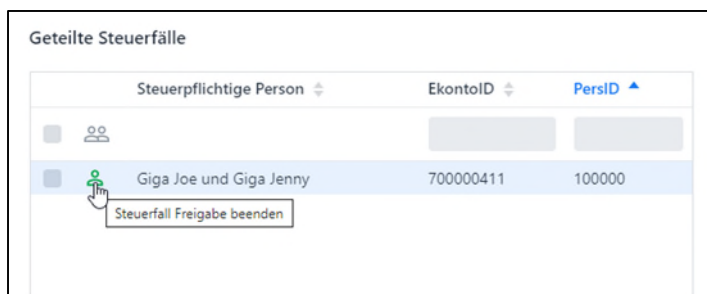 Geteilte Steuerfälle
Steuerpflichtige Person EkontoID PersID
Giga Joe und Giga Jenny 700000411 100000
Steuerfall Freigabe beenden